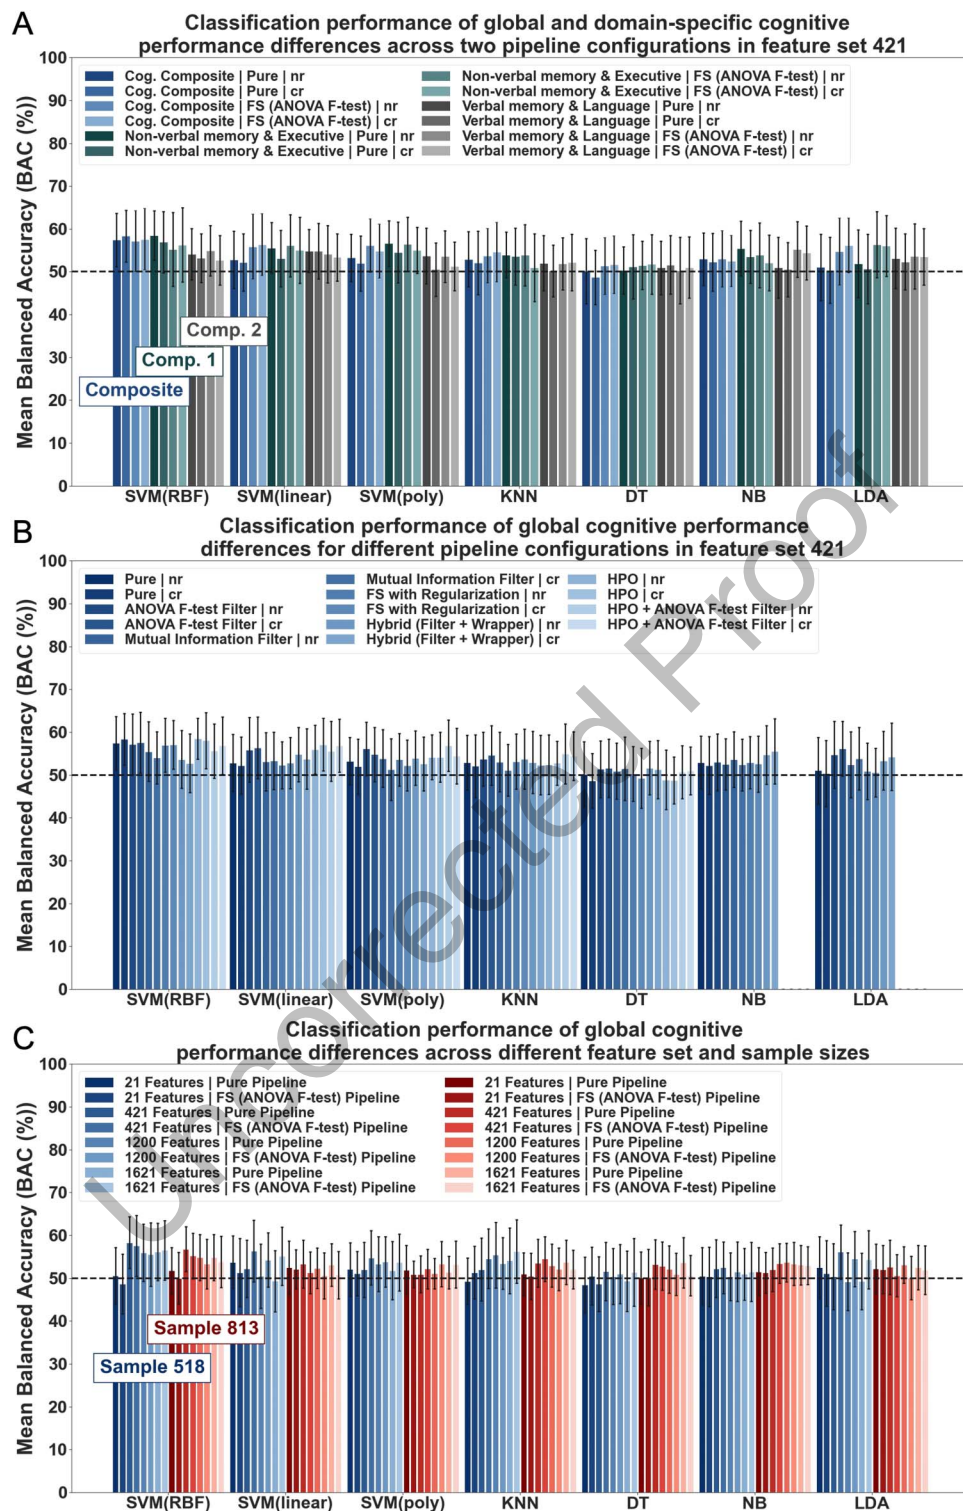 A
Classification performance of global and domain-specific cognitive
performance differences across two pipeline configurations in feature set 421
Mean Balanced Accuracy (BAC (%))
100
90
80
70
60
50
40
30
20
10
0
Cog. Composite | Pure | nr
Cog. Composite | Pure | cr
Cog. Composite | FS (ANOVA F-test) | nr
Cog. Composite | FS (ANOVA F-test) | cr
Non-verbal memory & Executive | Pure | nr
Non-verbal memory & Executive | Pure | cr
Non-verbal memory & Executive | FS (ANOVA F-test) | nr
Non-verbal memory & Executive | FS (ANOVA F-test) | cr
Verbal memory & Language | Pure | nr
Verbal memory & Language | Pure | cr
Verbal memory & Language | FS (ANOVA F-test) | nr
Verbal memory & Language | FS (ANOVA F-test) | cr
Comp. 2
Comp. 1
Composite
SVM(RBF) SVM(linear) SVM(poly) KNN DT NB LDA
B
Classification performance of global cognitive performance
differences for different pipeline configurations in feature set 421
Mean Balanced Accuracy (BAC (%))
100
90
80
70
60
50
40
30
20
10
0
Pure | nr
Pure | cr
ANOVA F-test Filter | nr
ANOVA F-test Filter | cr
Mutual Information Filter | nr
Mutual Information Filter | cr
FS with Regularization | nr
FS with Regularization | cr
Hybrid (Filter + Wrapper) | nr
Hybrid (Filter + Wrapper) | cr
HPO | nr
HPO | cr
HPO + ANOVA F-test Filter | nr
HPO + ANOVA F-test Filter | cr
SVM(RBF) SVM(linear) SVM(poly) KNN DT NB LDA
C
Classification performance of global cognitive
performance differences across different feature set and sample sizes
Mean Balanced Accuracy (BAC (%))
100
90
80
70
60
50
40
30
20
10
0
21 Features | Pure Pipeline
21 Features | FS (ANOVA F-test) Pipeline
421 Features | Pure Pipeline
421 Features | FS (ANOVA F-test) Pipeline
1200 Features | Pure Pipeline
1200 Features | FS (ANOVA F-test) Pipeline
1621 Features | Pure Pipeline
1621 Features | FS (ANOVA F-test) Pipeline
21 Features | Pure Pipeline
21 Features | FS (ANOVA F-test) Pipeline
421 Features | Pure Pipeline
421 Features | FS (ANOVA F-test) Pipeline
1200 Features | Pure Pipeline
1200 Features | FS (ANOVA F-test) Pipeline
1621 Features | Pure Pipeline
1621 Features | FS (ANOVA F-test) Pipeline
Sample 813
Sample 518
SVM(RBF) SVM(linear) SVM(poly) KNN DT NB LDA
Uncorrected Proof